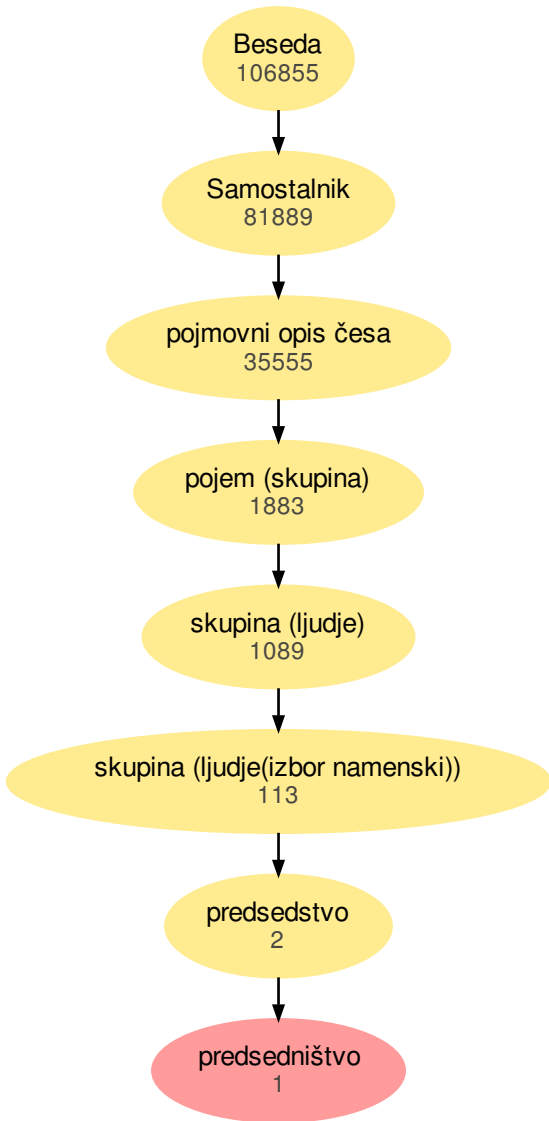 Beseda
106855
Samostalnik
81889
pojmovni opis česa
35555
pojem (skupina)
1883
skupina (ljudje)
1089
skupina (ljudje(izbor namenski))
113
predsedstvo
2
predsedništvo
1